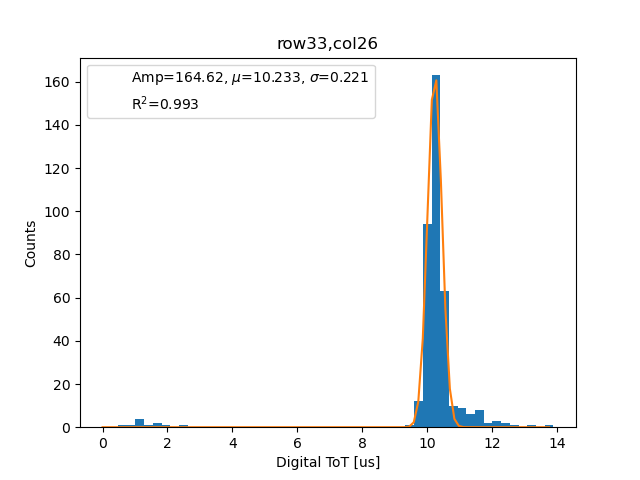 row33,col26
Amp=164.62, μ=10.233, σ=0.221
R²=0.993
Counts
160
140
120
100
80
60
40
20
0
0 2 4 6 8 10 12 14
Digital ToT [us]